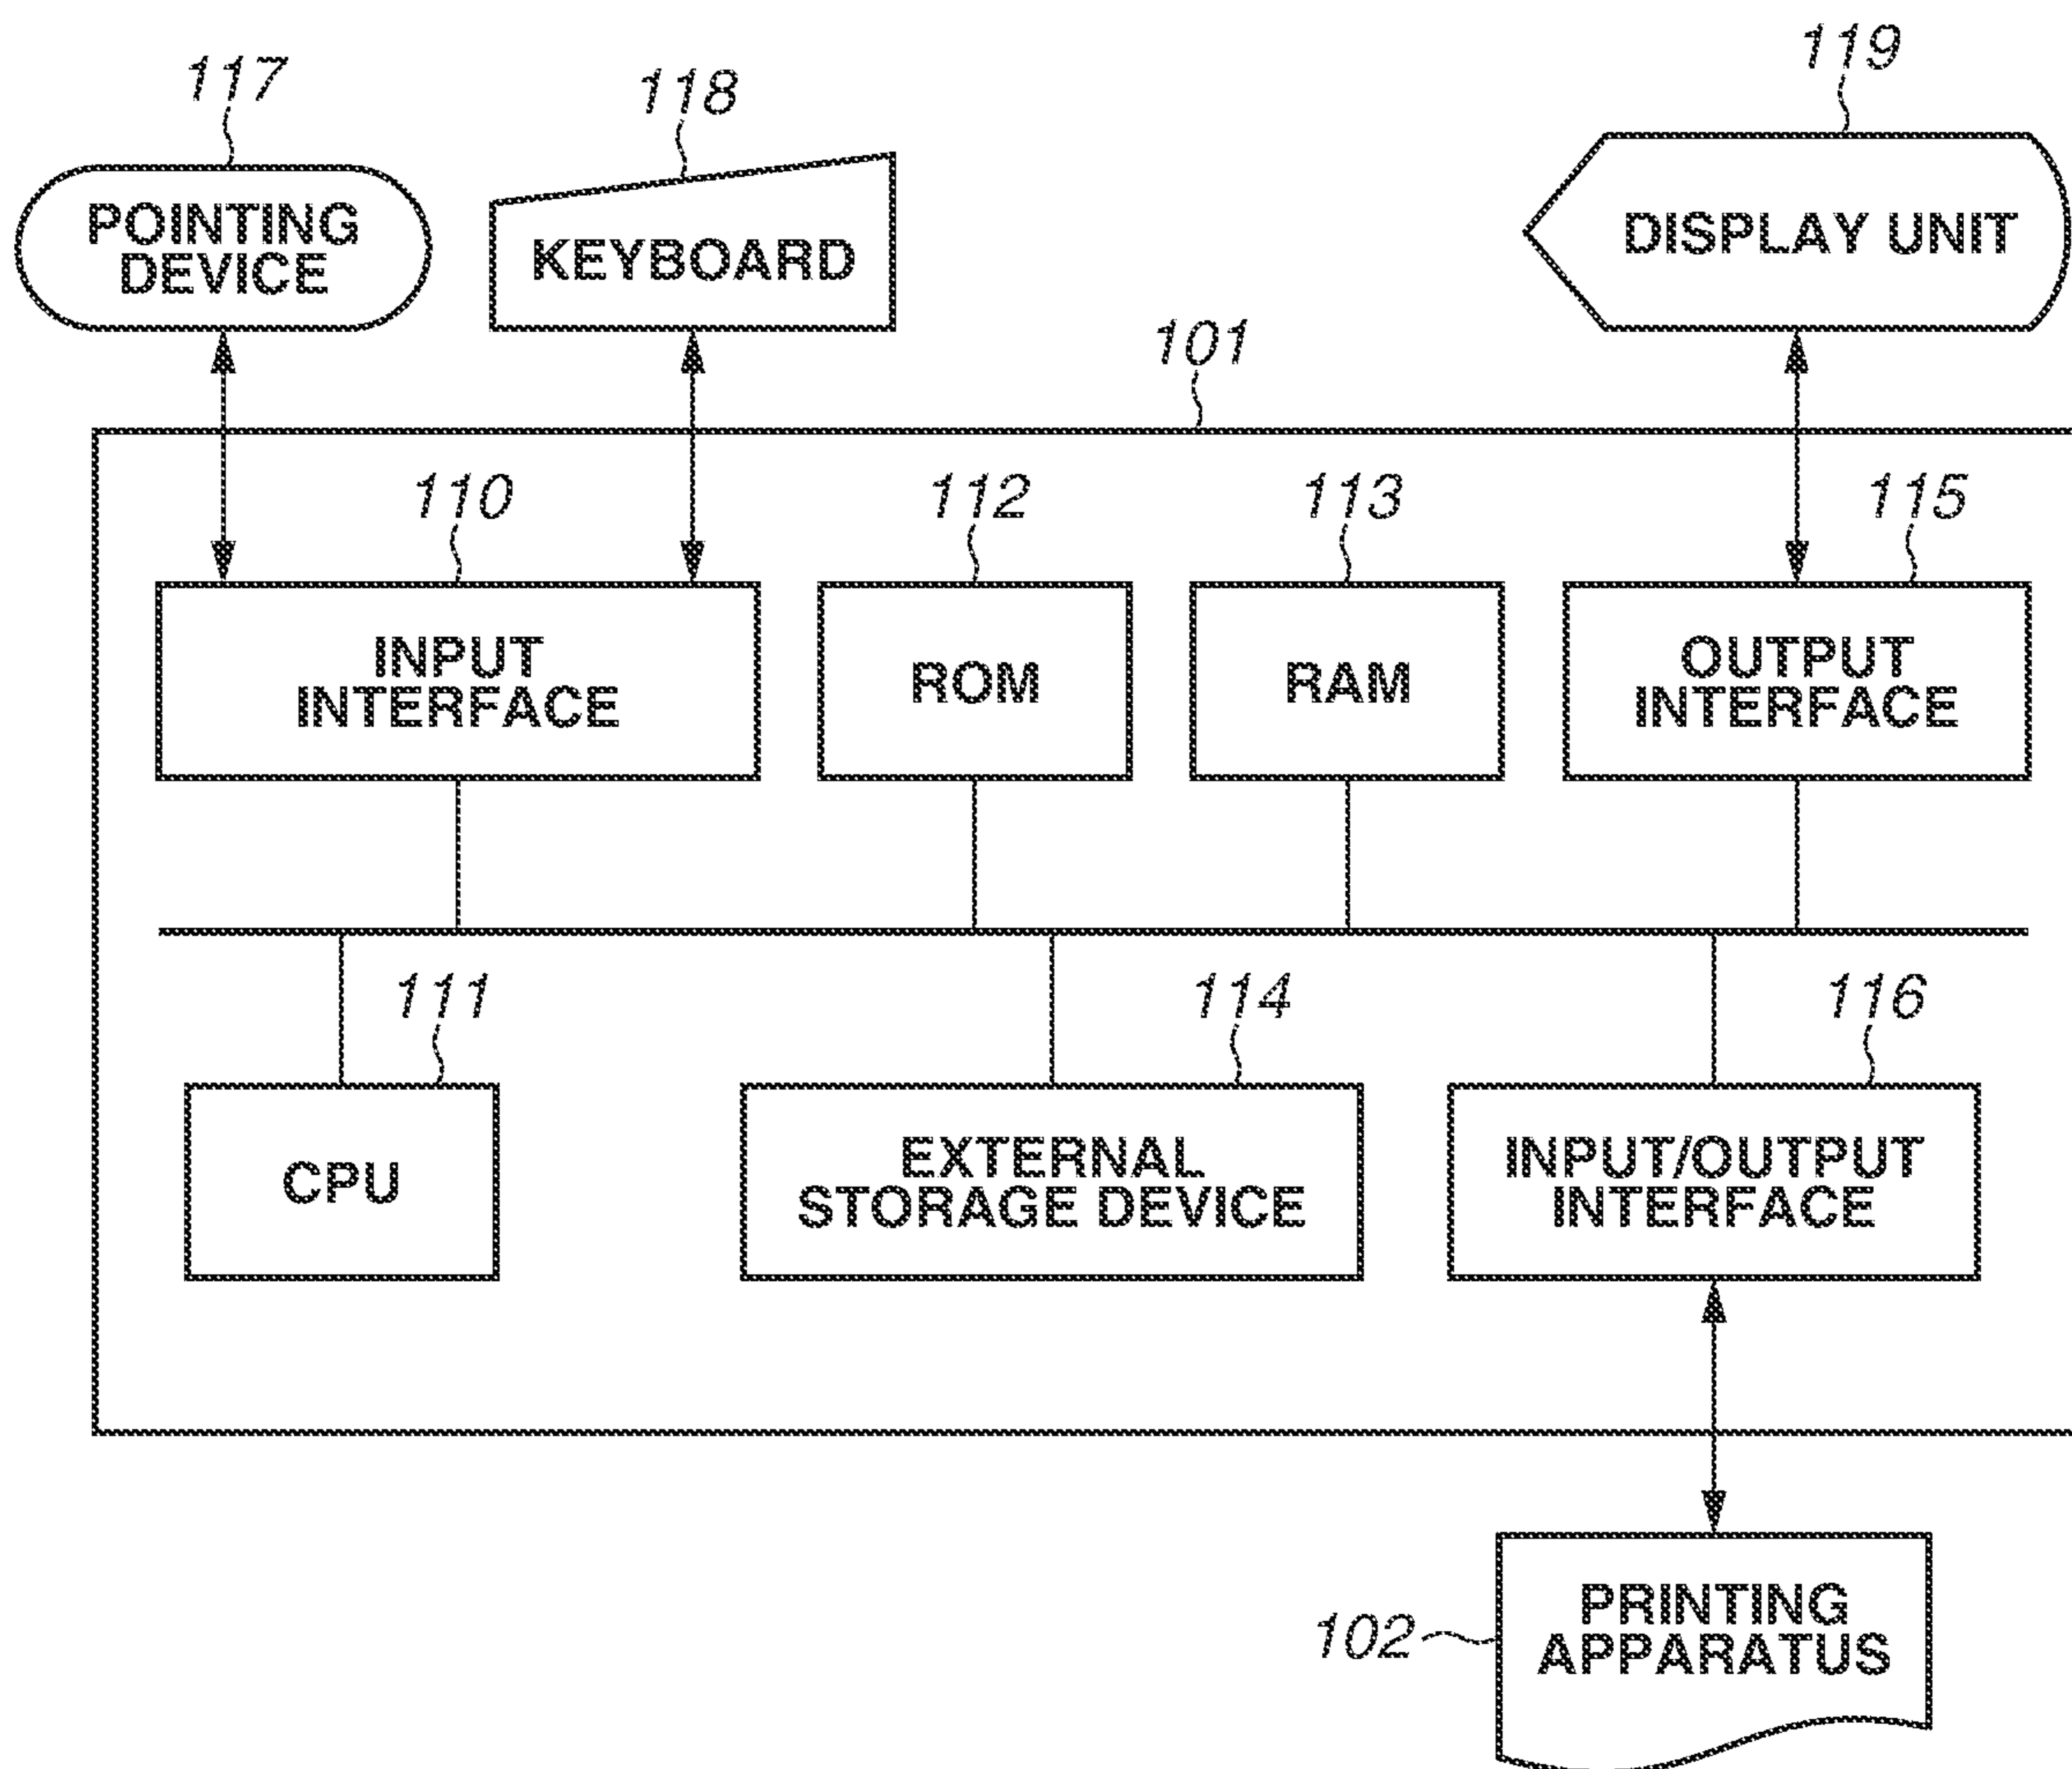 117
118
119
POINTING
DEVICE
KEYBOARD
DISPLAY UNIT
101
110
112
113
115
INPUT
INTERFACE
ROM
RAM
OUTPUT
INTERFACE
111
114
116
CPU
EXTERNAL
STORAGE DEVICE
INPUT/OUTPUT
INTERFACE
102
PRINTING
APPARATUS